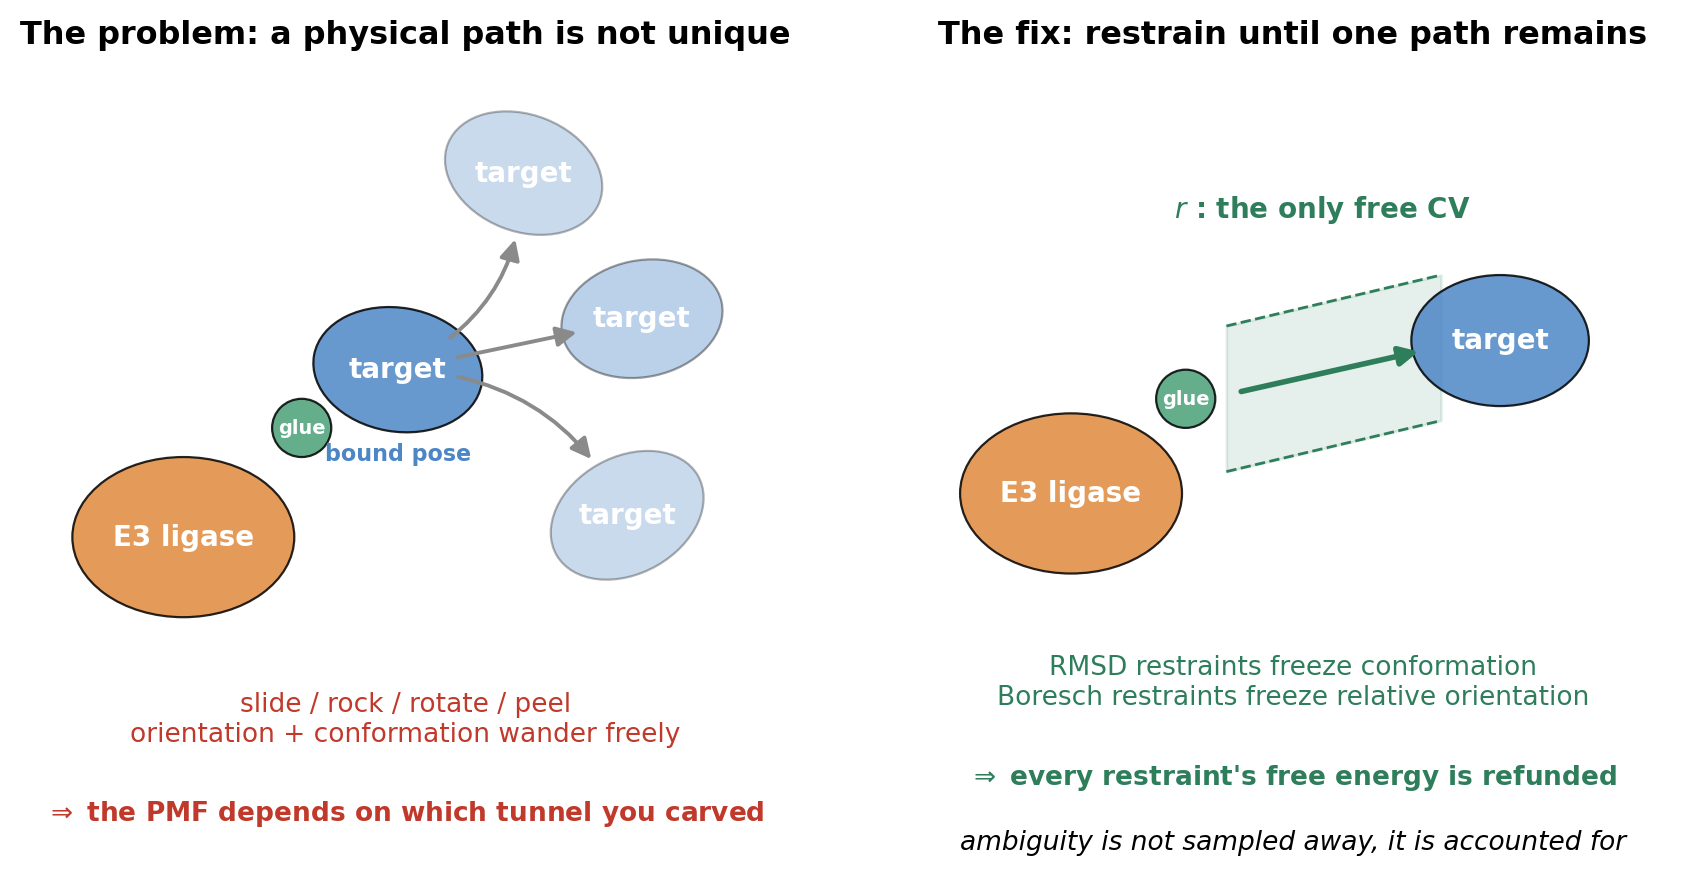 The problem: a physical path is not unique
target
target
target
glue
bound pose
target
E3 ligase
slide / rock / rotate / peel
orientation + conformation wander freely
⇒ the PMF depends on which tunnel you carved
The fix: restrain until one path remains
r : the only free CV
target
glue
E3 ligase
RMSD restraints freeze conformation
Boresch restraints freeze relative orientation
⇒ every restraint's free energy is refunded
ambiguity is not sampled away, it is accounted for